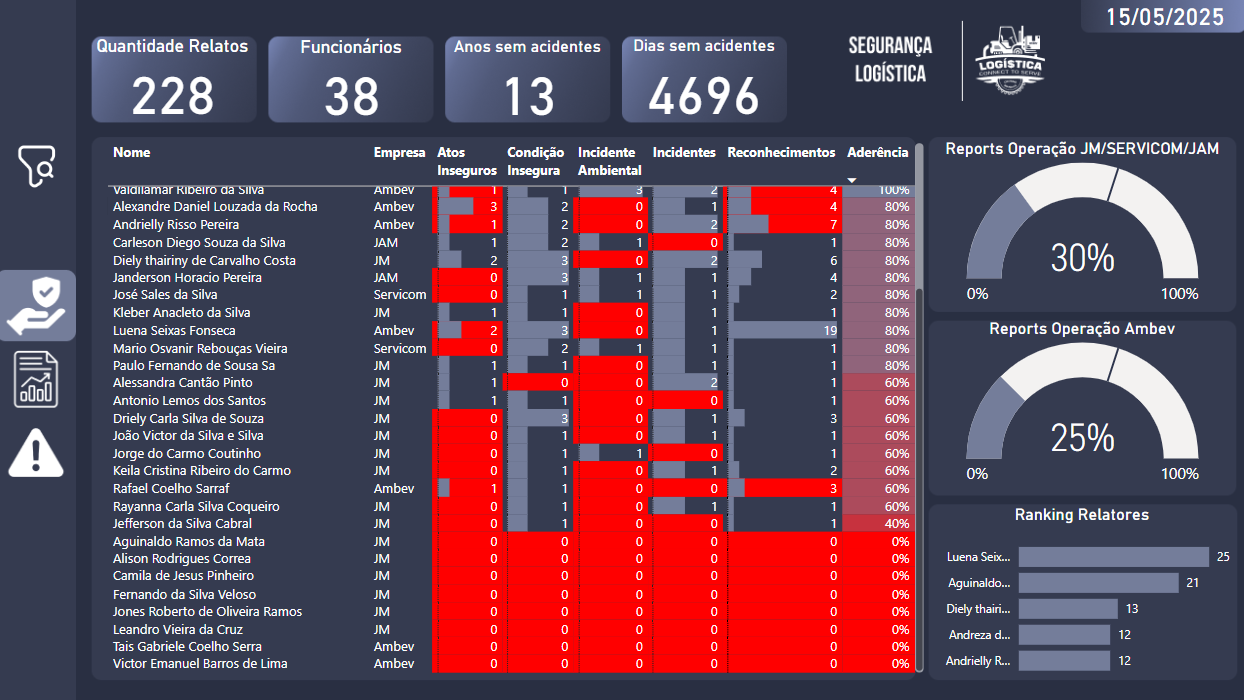 15/05/2025
Quantidade Relatos
228
Funcionários
38
Anos sem acidentes
13
Dias sem acidentes
4696
SEGURANÇA
LOGÍSTICA
LOGÍSTICA
CONNECT TO SERVE
Nome Empresa Atos Inseguros Condição Insegura Incidente Ambiental Incidentes Reconhecimentos Aderência
Valdilamar Ribeiro da Silva Ambev 1 1 3 2 4 100%
Alexandre Daniel Louzada da Rocha Ambev 3 2 0 1 4 80%
Andrielly Risso Pereira Ambev 1 2 0 2 7 80%
Carleson Diego Souza da Silva JAM 1 2 1 0 1 80%
Diely thairiny de Carvalho Costa JM 2 3 0 2 6 80%
Janderson Horacio Pereira JAM 0 3 1 1 4 80%
José Sales da Silva Servicom 0 1 1 1 2 80%
Kleber Anacleto da Silva JM 1 1 0 1 1 80%
Luena Seixas Fonseca Ambev 2 3 0 1 19 80%
Mario Osvanir Rebouças Vieira Servicom 0 2 1 1 1 80%
Paulo Fernando de Sousa Sa JM 1 1 0 1 1 80%
Alessandra Cantão Pinto JM 1 0 0 2 1 60%
Antonio Lemos dos Santos JM 1 1 0 0 1 60%
Driely Carla Silva de Souza JM 0 3 0 1 3 60%
João Victor da Silva e Silva JM 0 1 0 1 1 60%
Jorge do Carmo Coutinho JM 0 1 1 0 1 60%
Keila Cristina Ribeiro do Carmo JM 0 1 0 1 2 60%
Rafael Coelho Sarraf Ambev 1 1 0 0 3 60%
Rayanna Carla Silva Coqueiro JM 0 1 0 1 1 60%
Jefferson da Silva Cabral JM 0 1 0 0 1 40%
Aguinaldo Ramos da Mata JM 0 0 0 0 0 0%
Alison Rodrigues Correa JM 0 0 0 0 0 0%
Camila de Jesus Pinheiro JM 0 0 0 0 0 0%
Fernando da Silva Veloso JM 0 0 0 0 0 0%
Jones Roberto de Oliveira Ramos JM 0 0 0 0 0 0%
Leandro Vieira da Cruz JM 0 0 0 0 0 0%
Tais Gabriele Coelho Serra Ambev 0 0 0 0 0 0%
Victor Emanuel Barros de Lima Ambev 0 0 0 0 0 0%
Reports Operação JM/SERVICOM/JAM
30%
0% 100%
Reports Operação Ambev
25%
0% 100%
Ranking Relatores
Luena Seix... 25
Aguinaldo... 21
Diely thairi... 13
Andreza d... 12
Andrielly R... 12